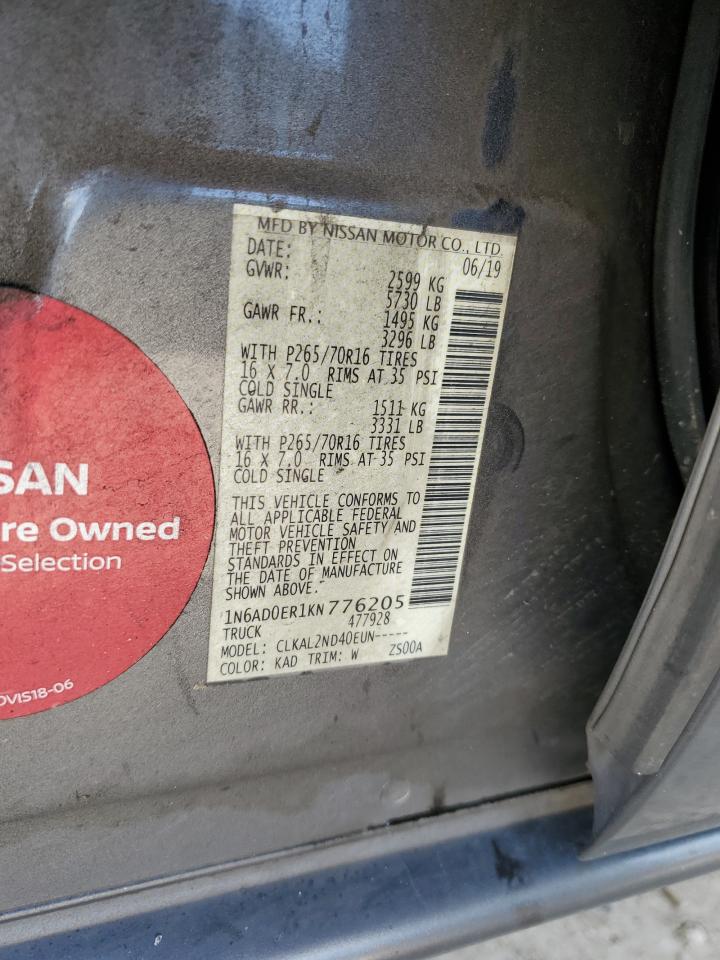 MFD BY NISSAN MOTOR CO., LTD.
DATE: 06/19
GVWR: 2599 KG
5730 LB
GAWR FR.: 1495 KG
3296 LB
WITH P265/70R16 TIRES
16 X 7.0 RIMS AT 35 PSI
COLD SINGLE
GAWR RR.: 1511 KG
3331 LB
WITH P265/70R16 TIRES
16 X 7.0 RIMS AT 35 PSI
COLD SINGLE
THIS VEHICLE CONFORMS TO
ALL APPLICABLE FEDERAL
MOTOR VEHICLE SAFETY AND
THEFT PREVENTION
STANDARDS IN EFFECT ON
THE DATE OF MANUFACTURE
SHOWN ABOVE.
1N6AD0ER1KN776205
TRUCK 477928
MODEL: CLKAL2ND40EUN-----
COLOR: KAD TRIM: W ZS00A
SSAN
re Owned
Selection
OVIS18-06